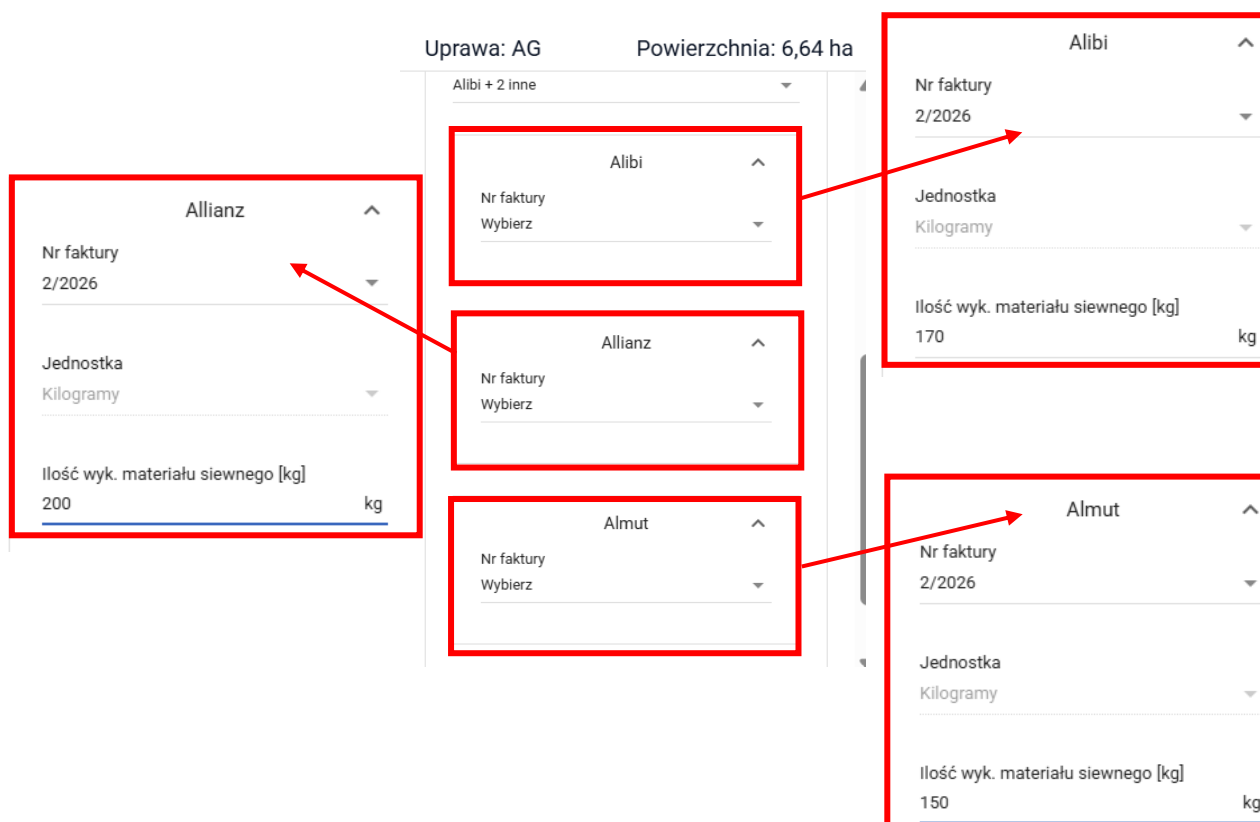 Uprawa: AG Powierzchnia: 6,64 ha
Alibi + 2 inne
Alibi
Nr faktury
Wybierz
Allianz
Nr faktury
Wybierz
Almut
Nr faktury
Wybierz
Allianz
Nr faktury
2/2026
Jednostka
Kilogramy
Ilość wyk. materiału siewnego [kg]
200 kg
Alibi
Nr faktury
2/2026
Jednostka
Kilogramy
Ilość wyk. materiału siewnego [kg]
170 kg
Almut
Nr faktury
2/2026
Jednostka
Kilogramy
Ilość wyk. materiału siewnego [kg]
150 kg